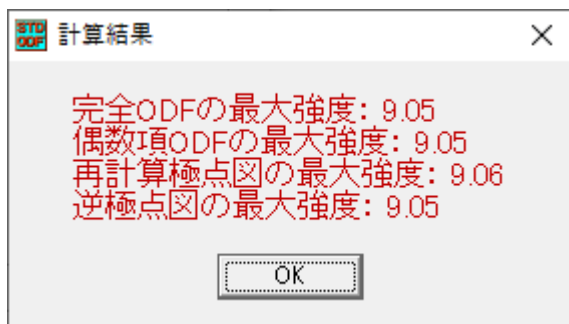 STD
ODF
計算結果
完全ODFの最大強度: 9.05
偶数項ODFの最大強度: 9.05
再計算極点図の最大強度: 9.06
逆極点図の最大強度: 9.05
OK